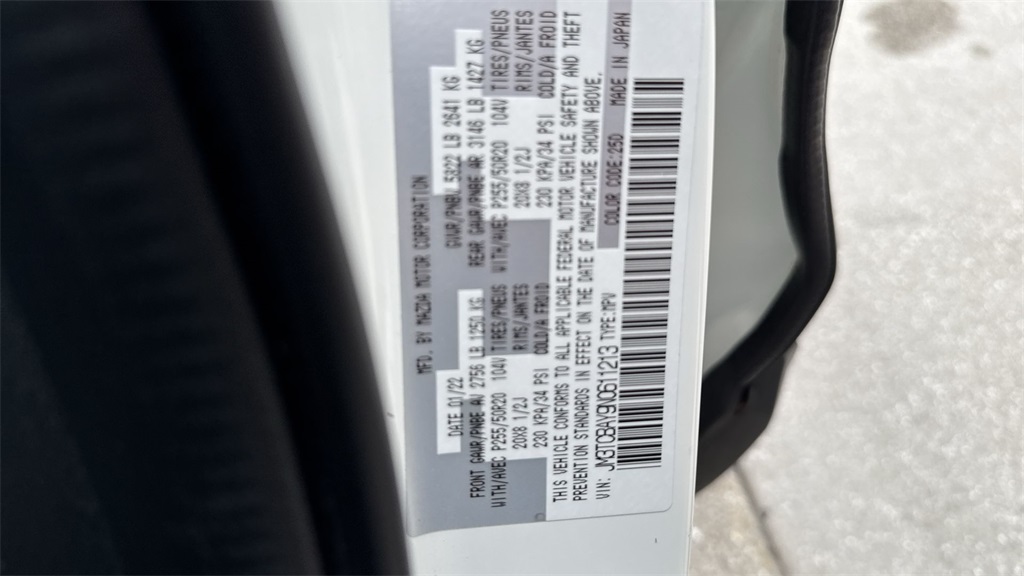 MFD. BY MAZDA MOTOR CORPORATION
DATE 01/22 GVWR/PNBV 5822 LB 2641 KG
FRONT GAWR/PNBE AV 2756 LB 1250 KG REAR GAWR/PNBE AR 3146 LB 1427 KG
WITH/AVEC P255/50R20 104V TIRES/PNEUS WITH/AVEC P255/50R20 104V TIRES/PNEUS
20X8 1/2J RIMS/JANTES 20X8 1/2J RIMS/JANTES
230 KPA/34 PSI COLD/A FROID 230 KPA/34 PSI COLD/A FROID
THIS VEHICLE CONFORMS TO ALL APPLICABLE FEDERAL MOTOR VEHICLE SAFETY AND THEFT
PREVENTION STANDARDS IN EFFECT ON THE DATE OF MANUFACTURE SHOWN ABOVE.
VIN: JM3TCBAY9N0611213 TYPE:MPV COLOR CODE:25D MADE IN JAPAN